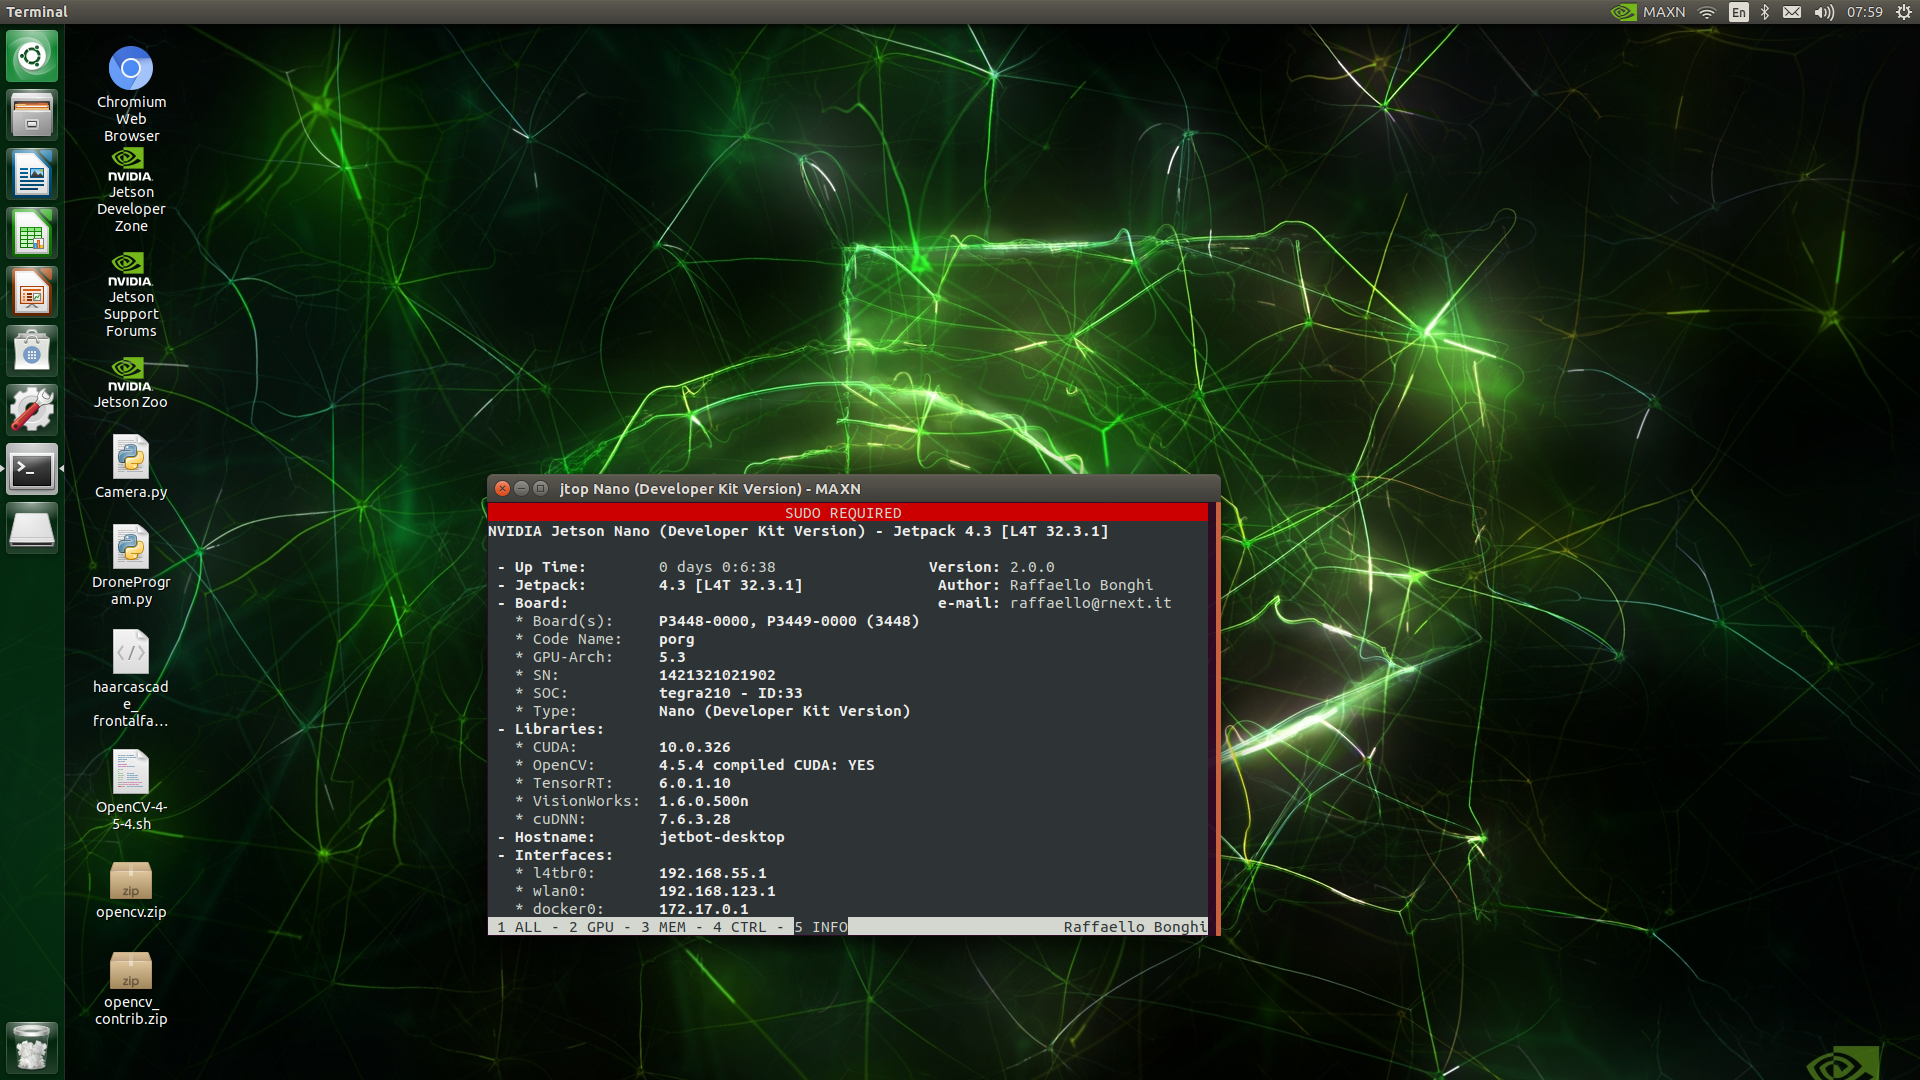 Terminal
MAXN
En
07:59
Chromium
Web
Browser
NVIDIA.
Jetson
Developer
Zone
NVIDIA.
Jetson
Support
Forums
NVIDIA.
Jetson Zoo
Camera.py
DroneProgr
am.py
haarcascad
e_
frontalfa...
OpenCV-4-
5-4.sh
zip
opencv.zip
zip
opencv_
contrib.zip
jtop Nano (Developer Kit Version) - MAXN
SUDO REQUIRED
NVIDIA Jetson Nano (Developer Kit Version) - Jetpack 4.3 [L4T 32.3.1]
- Up Time: 0 days 0:6:38 Version: 2.0.0
- Jetpack: 4.3 [L4T 32.3.1] Author: Raffaello Bonghi
- Board: e-mail: raffaello@rnext.it
* Board(s): P3448-0000, P3449-0000 (3448)
* Code Name: porg
* GPU-Arch: 5.3
* SN: 1421321021902
* SOC: tegra210 - ID:33
* Type: Nano (Developer Kit Version)
- Libraries:
* CUDA: 10.0.326
* OpenCV: 4.5.4 compiled CUDA: YES
* TensorRT: 6.0.1.10
* VisionWorks: 1.6.0.500n
* cuDNN: 7.6.3.28
- Hostname: jetbot-desktop
- Interfaces:
* l4tbr0: 192.168.55.1
* wlan0: 192.168.123.1
* docker0: 172.17.0.1
1 ALL - 2 GPU - 3 MEM - 4 CTRL - 5 INFO Raffaello Bonghi